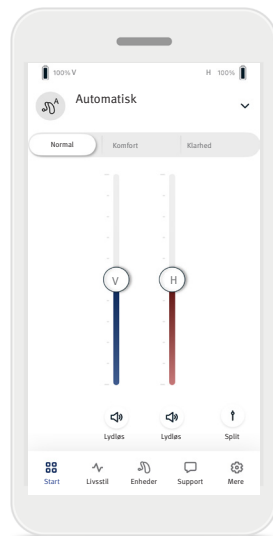 100% V H 100%
A
Automatisk
Normal Komfort Klarhed
V H
Lydløs Lydløs Split
Start Livsstil Enheder Support Mere